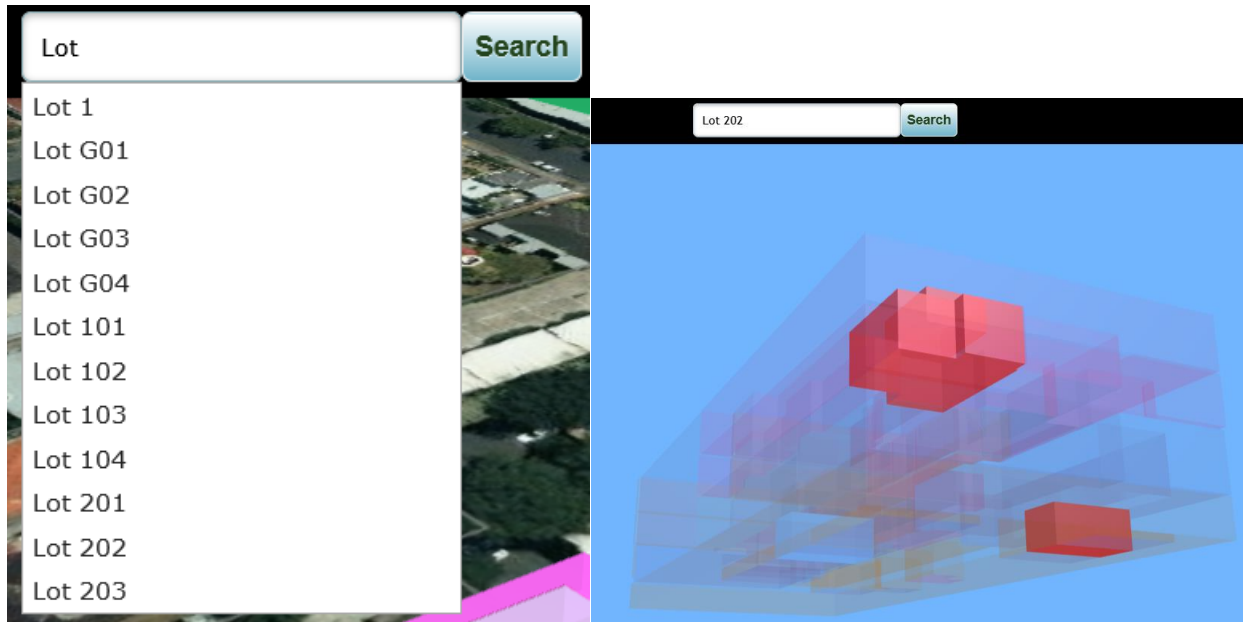 Lot Search
Lot 1
Lot G01
Lot G02
Lot G03
Lot G04
Lot 101
Lot 102
Lot 103
Lot 104
Lot 201
Lot 202
Lot 203
Lot 202 Search